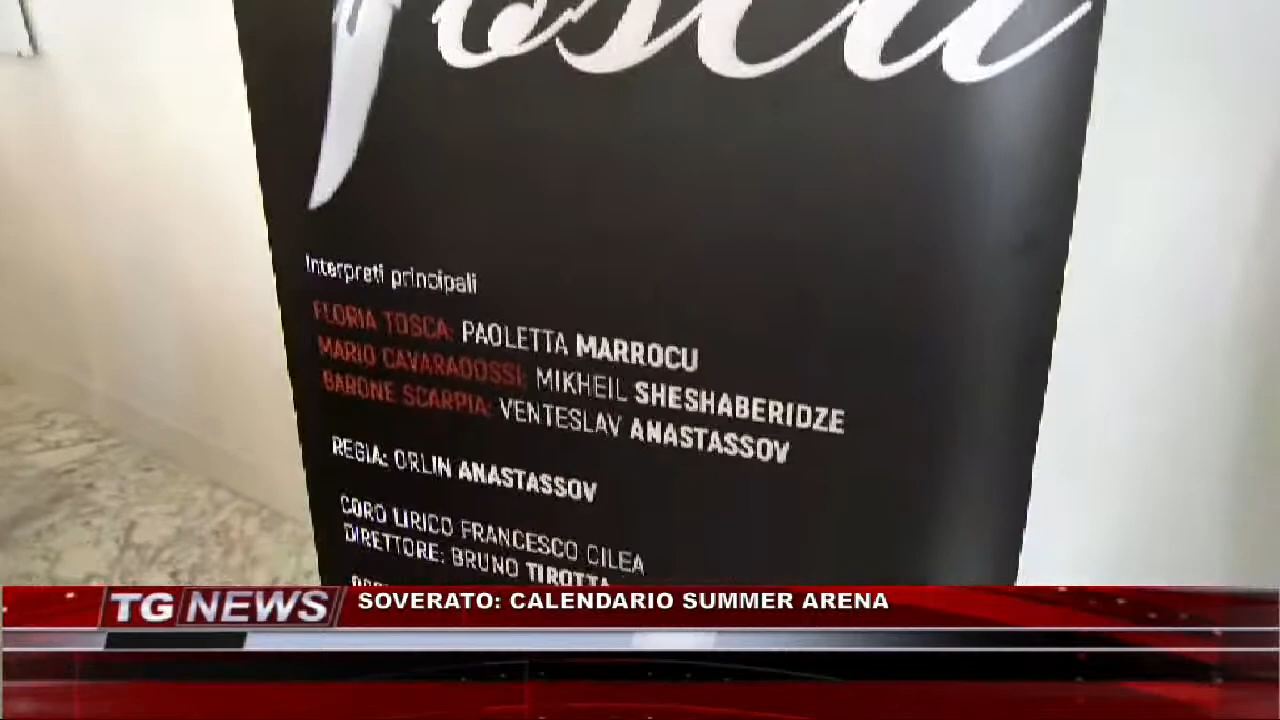 Tosca
Interpreti principali
FLORIA TOSCA: PAOLETTA MARROCU
MARIO CAVARADOSSI: MIKHEIL SHESHABERIDZE
BARONE SCARPIA: VENTESLAV ANASTASSOV
REGIA: ORLIN ANASTASSOV
CORO LIRICO FRANCESCO CILEA
DIRETTORE: BRUNO TIROTTA
TG NEWS SOVERATO: CALENDARIO SUMMER ARENA